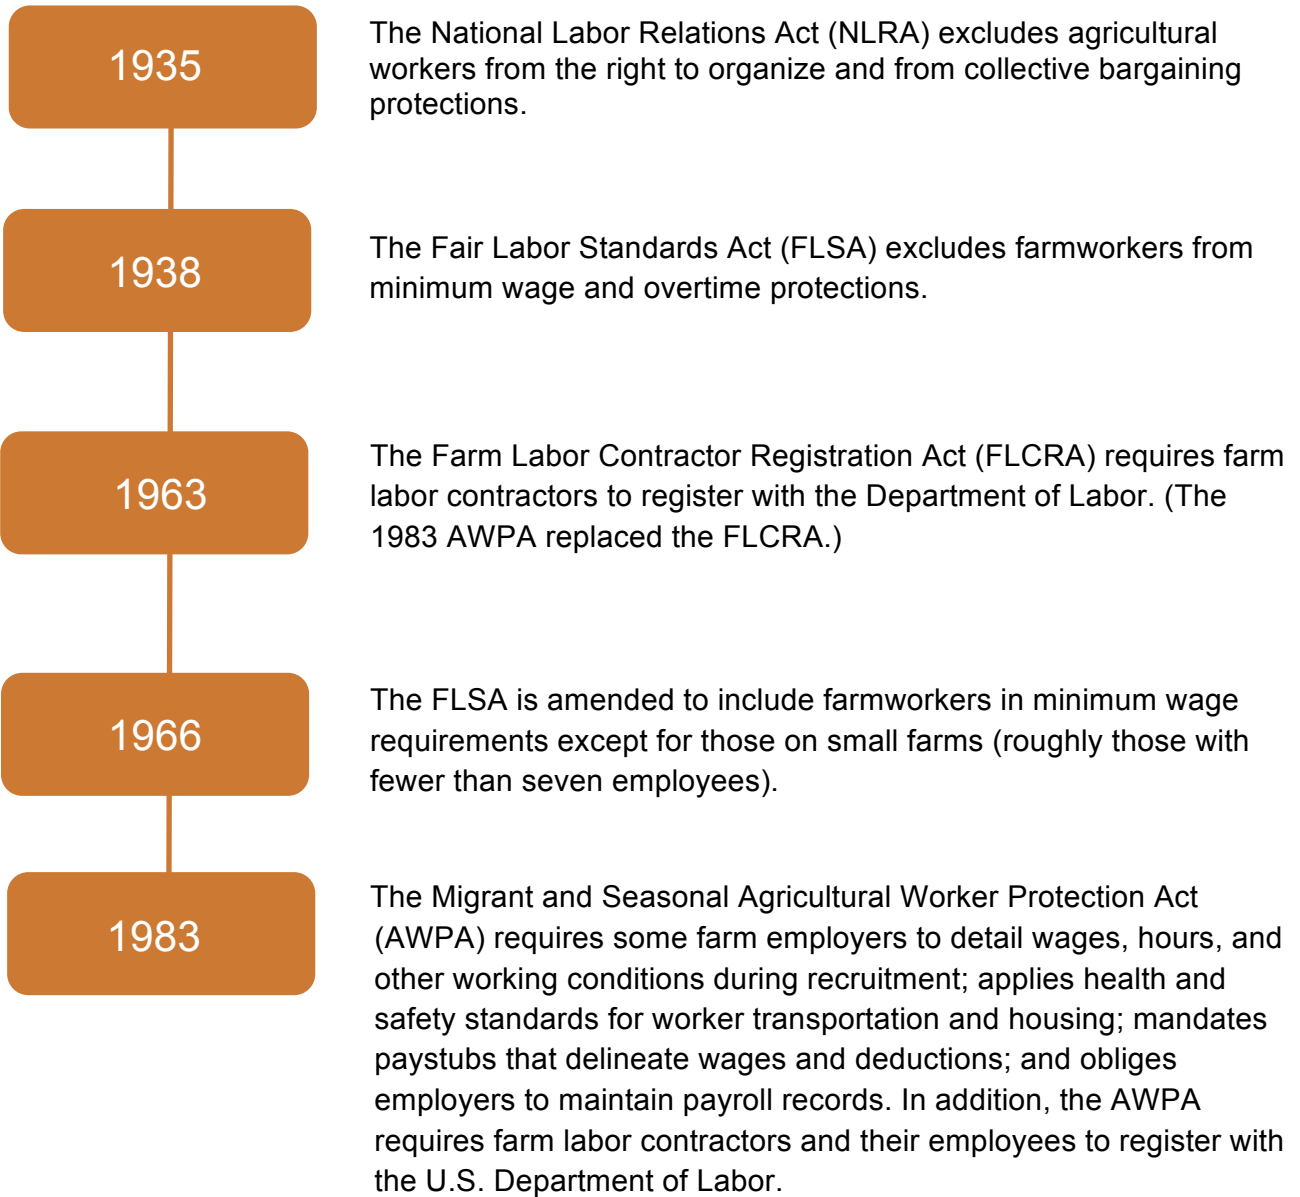 1935
The National Labor Relations Act (NLRA) excludes agricultural
workers from the right to organize and from collective bargaining
protections.
1938
The Fair Labor Standards Act (FLSA) excludes farmworkers from
minimum wage and overtime protections.
1963
The Farm Labor Contractor Registration Act (FLCRA) requires farm
labor contractors to register with the Department of Labor. (The
1983 AWPA replaced the FLCRA.)
1966
The FLSA is amended to include farmworkers in minimum wage
requirements except for those on small farms (roughly those with
fewer than seven employees).
1983
The Migrant and Seasonal Agricultural Worker Protection Act
(AWPA) requires some farm employers to detail wages, hours, and
other working conditions during recruitment; applies health and
safety standards for worker transportation and housing; mandates
paystubs that delineate wages and deductions; and obliges
employers to maintain payroll records. In addition, the AWPA
requires farm labor contractors and their employees to register with
the U.S. Department of Labor.